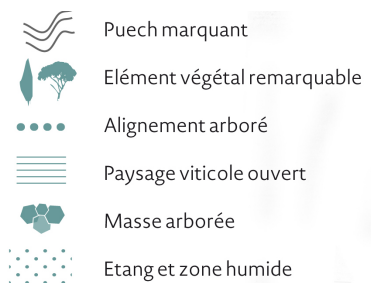 Puech marquant
Elément végétal remarquable
Alignement arboré
Paysage viticole ouvert
Masse arborée
Etang et zone humide